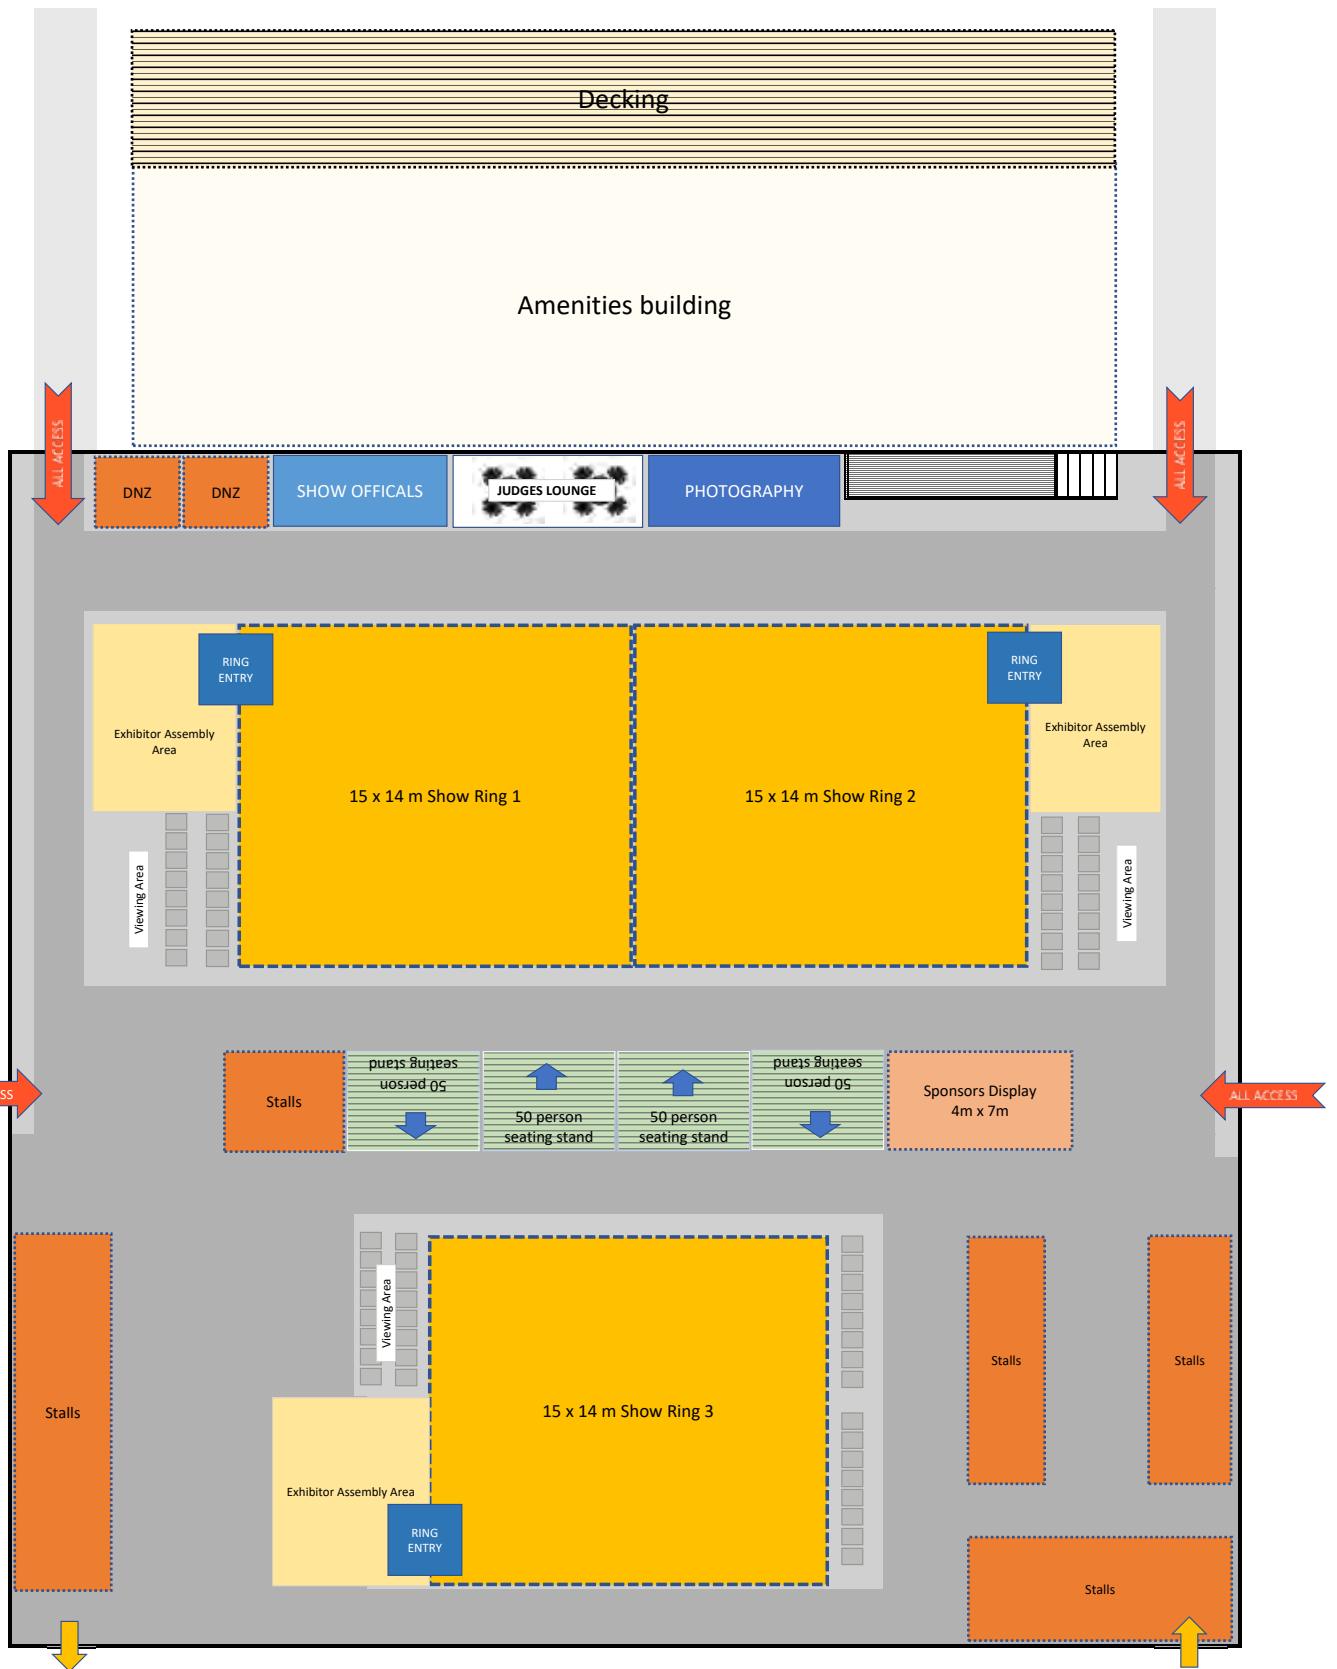 Decking
Amenities building
ALL ACCESS
ALL ACCESS
DNZ
DNZ
SHOW OFFICALS
JUDGES LOUNGE
PHOTOGRAPHY
RING
ENTRY
RING
ENTRY
Exhibitor Assembly
Area
Exhibitor Assembly
Area
15 x 14 m Show Ring 1
15 x 14 m Show Ring 2
Viewing Area
Viewing Area
Stalls
50 person
seating stand
50 person
seating stand
50 person
seating stand
50 person
seating stand
Sponsors Display
4m x 7m
SS
ALL ACCESS
Viewing Area
15 x 14 m Show Ring 3
Stalls
Stalls
Stalls
Exhibitor Assembly Area
RING
ENTRY
Stalls